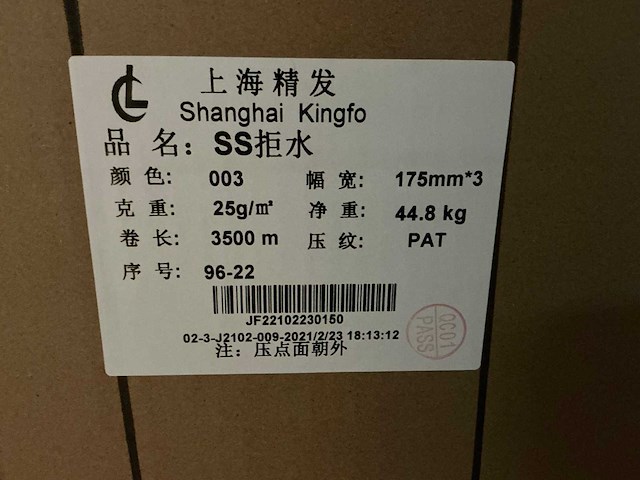 上海精发
Shanghai Kingfo
品 名：SS拒水
颜 色: 003 幅 宽: 175mm*3
克 重: 25g/㎡ 净 重: 44.8 kg
卷 长: 3500 m 压 纹: PAT
序 号: 96-22
JF22102230150
02-3-J2102-009-2021/2/23 18:13:12
注：压点面朝外
QC01
PASS